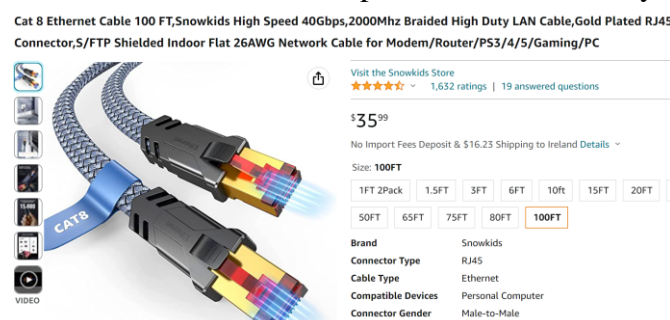 Cat 8 Ethernet Cable 100 FT,Snowkids High Speed 40Gbps,2000Mhz Braided High Duty LAN Cable,Gold Plated RJ45
Connector,S/FTP Shielded Indoor Flat 26AWG Network Cable for Modem/Router/PS3/4/5/Gaming/PC
Visit the Snowkids Store
1,632 ratings | 19 answered questions
$35.99
No Import Fees Deposit & $16.23 Shipping to Ireland Details
Size: 100FT
1FT 2Pack 1.5FT 3FT 6FT 10ft 15FT 20FT
50FT 65FT 75FT 80FT 100FT
Brand Snowkids
Connector Type RJ45
Cable Type Ethernet
Compatible Devices Personal Computer
Connector Gender Male-to-Male
CAT8
VIDEO